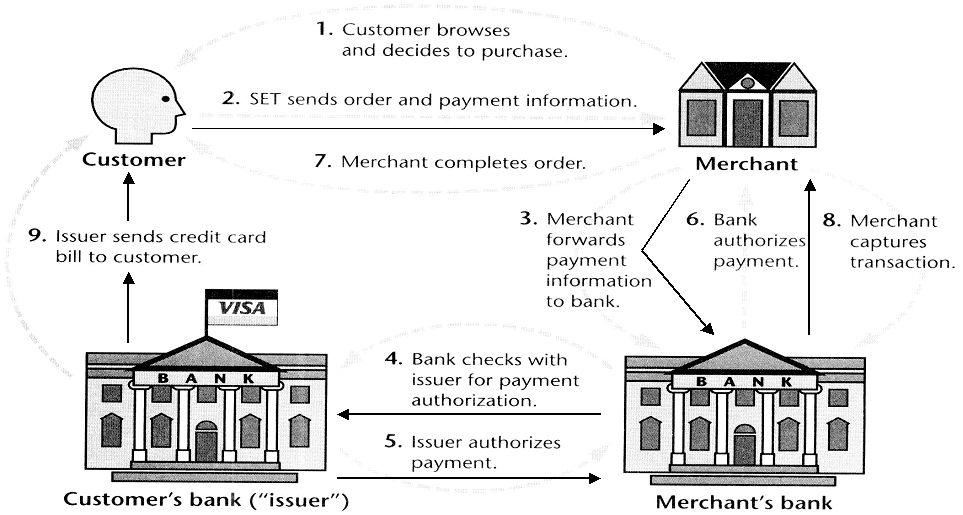 1. Customer browses
and decides to purchase.
2. SET sends order and payment information.
Customer
7. Merchant completes order.
Merchant
3. Merchant
forwards
payment
information
to bank.
6. Bank
authorizes
payment.
8. Merchant
captures
transaction.
9. Issuer sends credit card
bill to customer.
VISA
BANK
4. Bank checks with
issuer for payment
authorization.
BANK
5. Issuer authorizes
payment.
Customer's bank ("issuer")
Merchant's bank